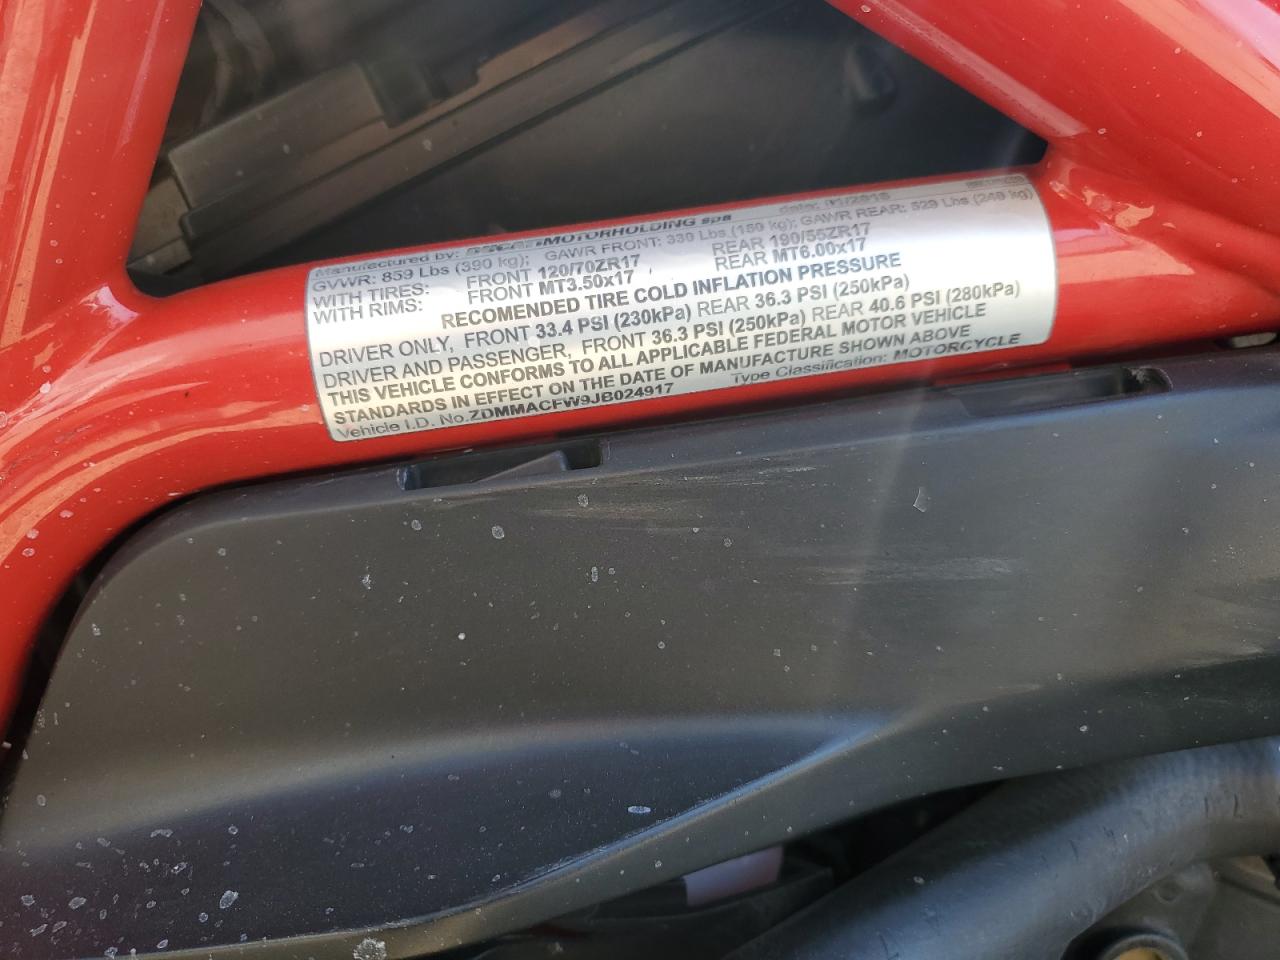 Manufactured by: DUCATI MOTORHOLDING spa date: 01/2018
GVWR: 859 Lbs (390 kg); GAWR FRONT: 330 Lbs (150 kg); GAWR REAR: 529 Lbs (240 kg)
WITH TIRES: FRONT 120/70ZR17 REAR 190/55ZR17
WITH RIMS: FRONT MT3.50x17 , REAR MT6.00x17
RECOMENDED TIRE COLD INFLATION PRESSURE
DRIVER ONLY, FRONT 33.4 PSI (230kPa) REAR 36.3 PSI (250kPa)
DRIVER AND PASSENGER, FRONT 36.3 PSI (250kPa) REAR 40.6 PSI (280kPa)
THIS VEHICLE CONFORMS TO ALL APPLICABLE FEDERAL MOTOR VEHICLE
STANDARDS IN EFFECT ON THE DATE OF MANUFACTURE SHOWN ABOVE
Vehicle I.D. No. ZDMMACFW9JB024917 Type Classification: MOTORCYCLE